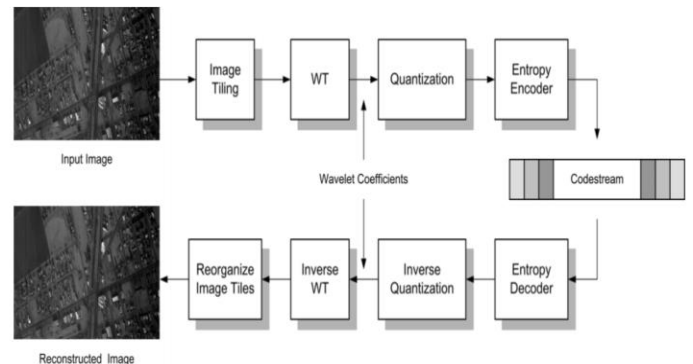 Image
Tiling
WT
Quantization
Entropy
Encoder
Input Image
Wavelet Coefficients
Codestream
Reorganize
Image Tiles
Inverse
WT
Inverse
Quantization
Entropy
Decoder
Reconstructed Image